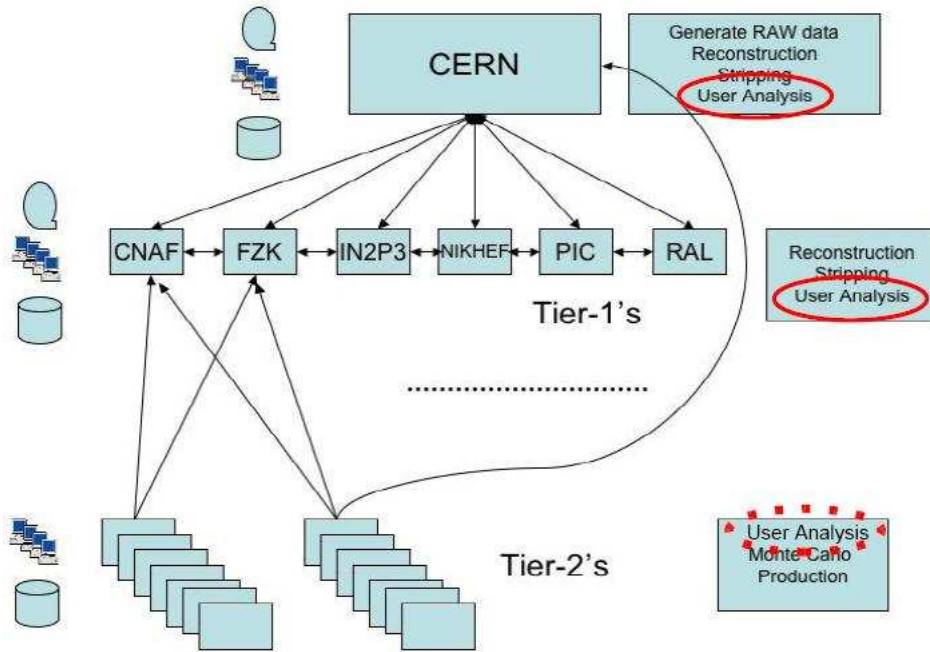 CERN
Generate RAW data
Reconstruction
Stripping
User Analysis
CNAF
FZK
IN2P3
NIKHEF
PIC
RAL
Tier-1's
Reconstruction
Stripping
User Analysis
Tier-2's
User Analysis
Monte Carlo
Production